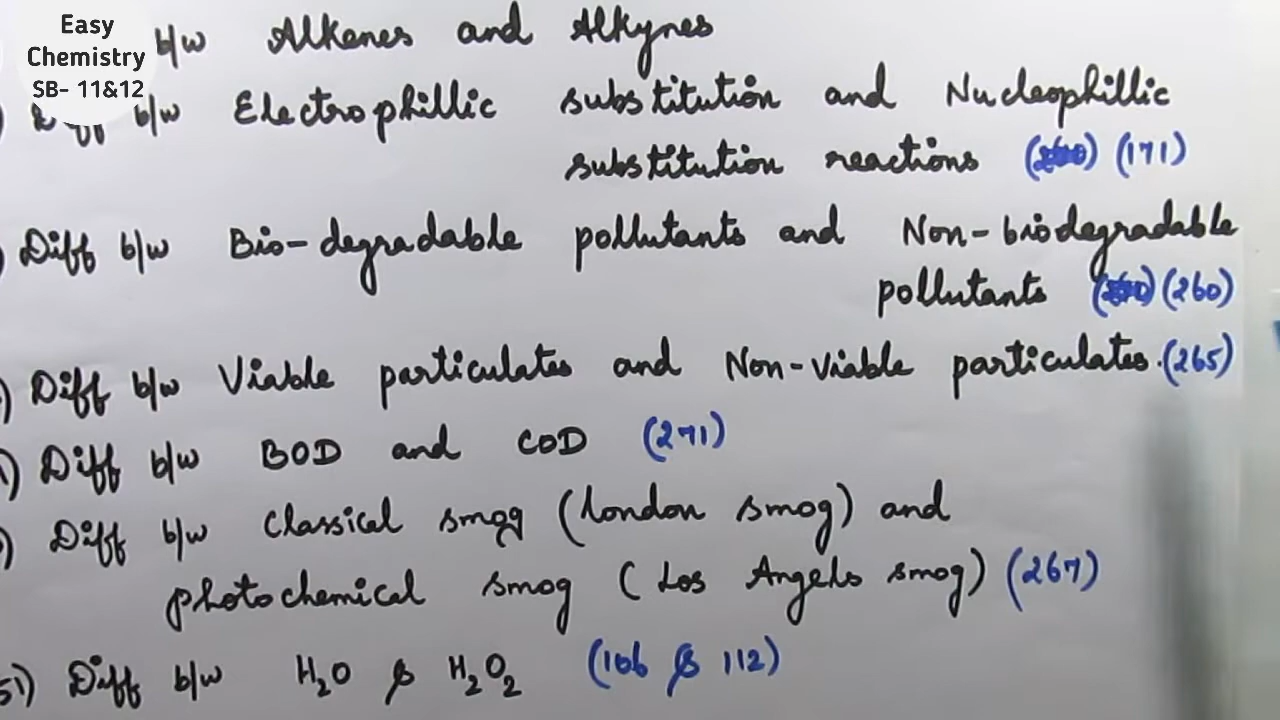 Easy
Chemistry
SB- 11&12
b/w Alkenes and Alkynes
Diff b/w Electrophillic substitution and Nucleophillic
substitution reactions (171)
Diff b/w Bio-degradable pollutants and Non-biodegradable
pollutants (260)
Diff b/w Viable particulates and Non-Viable particulates. (265)
Diff b/w BOD and COD (271)
Diff b/w Classical smog (london smog) and
photochemical smog (Los Angels smog) (267)
51) Diff b/w H₂O & H₂O₂ (106 & 112)